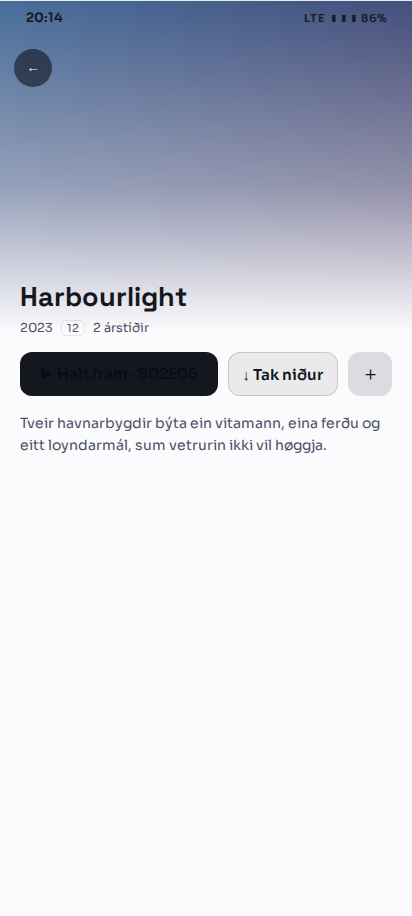 20:14
LTE 86%
←
Harbourlight
2023 12 2 árstíðir
▶ Halt fram · S02E05
↓ Tak niður
+
Tveir havnarbygdir býta ein vitamann, eina ferðu og
eitt loyndarmál, sum vetrurin ikki vil høggja.